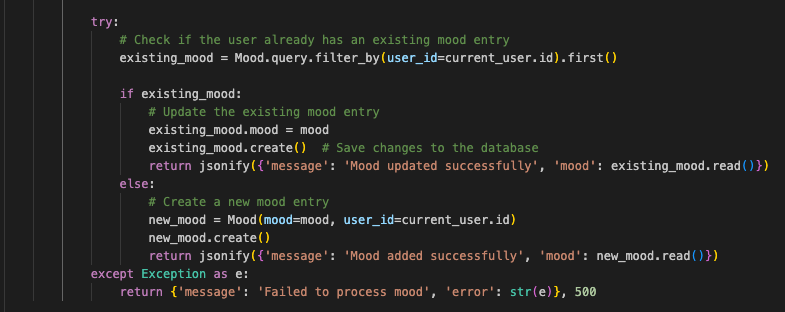 try:
# Check if the user already has an existing mood entry
existing_mood = Mood.query.filter_by(user_id=current_user.id).first()
if existing_mood:
# Update the existing mood entry
existing_mood.mood = mood
existing_mood.create()  # Save changes to the database
return jsonify({'message': 'Mood updated successfully', 'mood': existing_mood.read()})
else:
# Create a new mood entry
new_mood = Mood(mood=mood, user_id=current_user.id)
new_mood.create()
return jsonify({'message': 'Mood added successfully', 'mood': new_mood.read()})
except Exception as e:
return {'message': 'Failed to process mood', 'error': str(e)}, 500